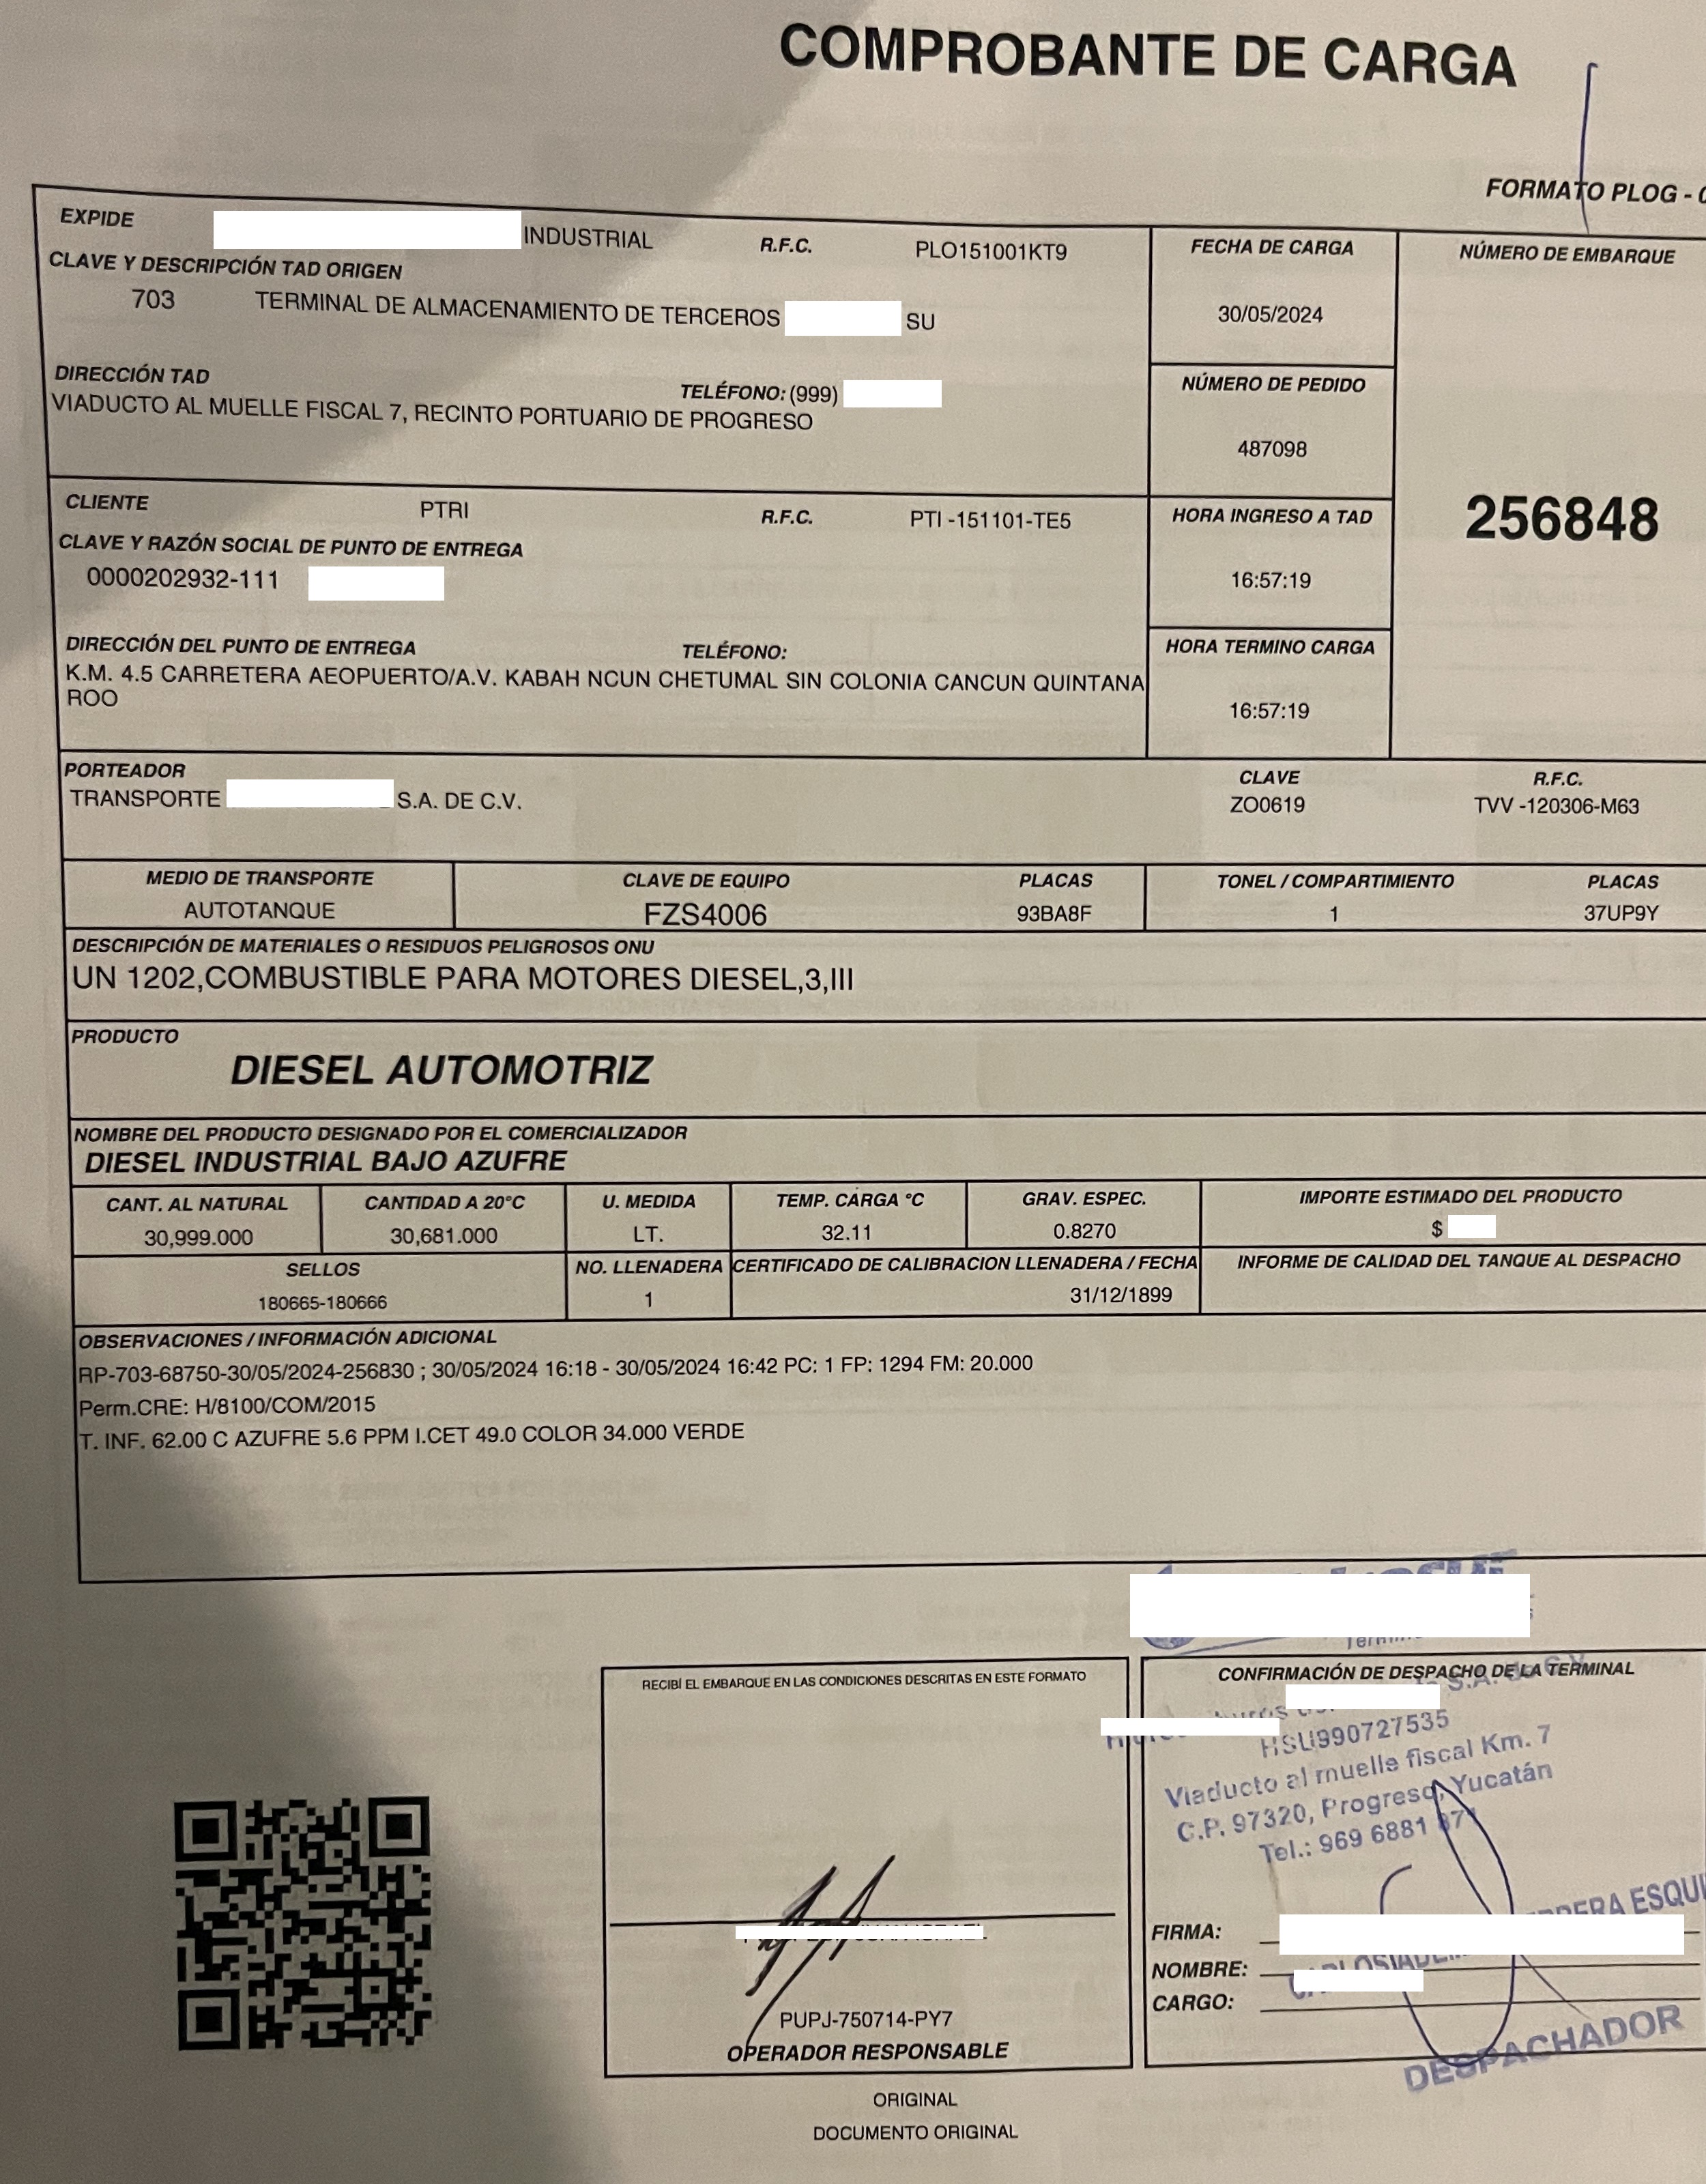 COMPROBANTE DE CARGA
FORMATO PLOG -
EXPIDE INDUSTRIAL R.F.C. PLO151001KT9
CLAVE Y DESCRIPCIÓN TAD ORIGEN
703 TERMINAL DE ALMACENAMIENTO DE TERCEROS SU
DIRECCIÓN TAD TELÉFONO: (999)
VIADUCTO AL MUELLE FISCAL 7, RECINTO PORTUARIO DE PROGRESO
FECHA DE CARGA
30/05/2024
NÚMERO DE PEDIDO
487098
NÚMERO DE EMBARQUE
256848
CLIENTE PTRI R.F.C. PTI -151101-TE5
CLAVE Y RAZÓN SOCIAL DE PUNTO DE ENTREGA
0000202932-111
DIRECCIÓN DEL PUNTO DE ENTREGA TELÉFONO:
K.M. 4.5 CARRETERA AEOPUERTO/A.V. KABAH NCUN CHETUMAL SIN COLONIA CANCUN QUINTANA
ROO
HORA INGRESO A TAD
16:57:19
HORA TERMINO CARGA
16:57:19
PORTEADOR CLAVE R.F.C.
TRANSPORTE S.A. DE C.V. ZO0619 TVV -120306-M63
MEDIO DE TRANSPORTE CLAVE DE EQUIPO PLACAS TONEL / COMPARTIMIENTO PLACAS
AUTOTANQUE FZS4006 93BA8F 1 37UP9Y
DESCRIPCIÓN DE MATERIALES O RESIDUOS PELIGROSOS ONU
UN 1202,COMBUSTIBLE PARA MOTORES DIESEL,3,III
PRODUCTO
DIESEL AUTOMOTRIZ
NOMBRE DEL PRODUCTO DESIGNADO POR EL COMERCIALIZADOR
DIESEL INDUSTRIAL BAJO AZUFRE
CANT. AL NATURAL CANTIDAD A 20°C U. MEDIDA TEMP. CARGA °C GRAV. ESPEC. IMPORTE ESTIMADO DEL PRODUCTO
30,999.000 30,681.000 LT. 32.11 0.8270 $
SELLOS NO. LLENADERA CERTIFICADO DE CALIBRACION LLENADERA / FECHA INFORME DE CALIDAD DEL TANQUE AL DESPACHO
180665-180666 1 31/12/1899
OBSERVACIONES / INFORMACIÓN ADICIONAL
RP-703-68750-30/05/2024-256830 ; 30/05/2024 16:18 - 30/05/2024 16:42 PC: 1 FP: 1294 FM: 20.000
Perm.CRE: H/8100/COM/2015
T. INF. 62.00 C AZUFRE 5.6 PPM I.CET 49.0 COLOR 34.000 VERDE
RECIBÍ EL EMBARQUE EN LAS CONDICIONES DESCRITAS EN ESTE FORMATO
PUPJ-750714-PY7
OPERADOR RESPONSABLE
CONFIRMACIÓN DE DESPACHO DE LA TERMINAL
S.A. de C.V.
HSU990727535
Viaducto al muelle fiscal Km. 7
C.P. 97320, Progreso, Yucatán
Tel.: 969 6881
FIRMA:
NOMBRE:
CARGO:
DESPACHADOR
ORIGINAL
DOCUMENTO ORIGINAL